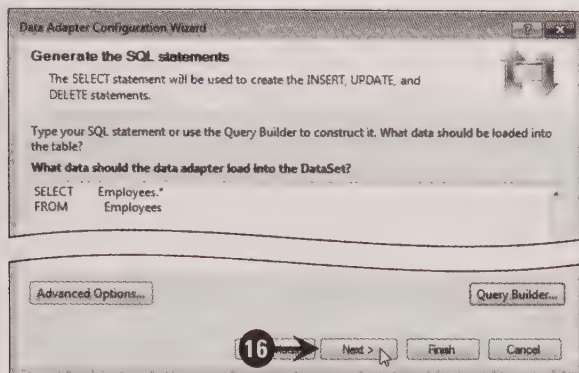 Data Adapter Configuration Wizard
Generate the SQL statements
The SELECT statement will be used to create the INSERT, UPDATE, and
DELETE statements.
Type your SQL statement or use the Query Builder to construct it. What data should be loaded into
the table?
What data should the data adapter load into the DataSet?
SELECT Employees.*
FROM Employees
Advanced Options...
Query Builder...
16 Next > Finish Cancel